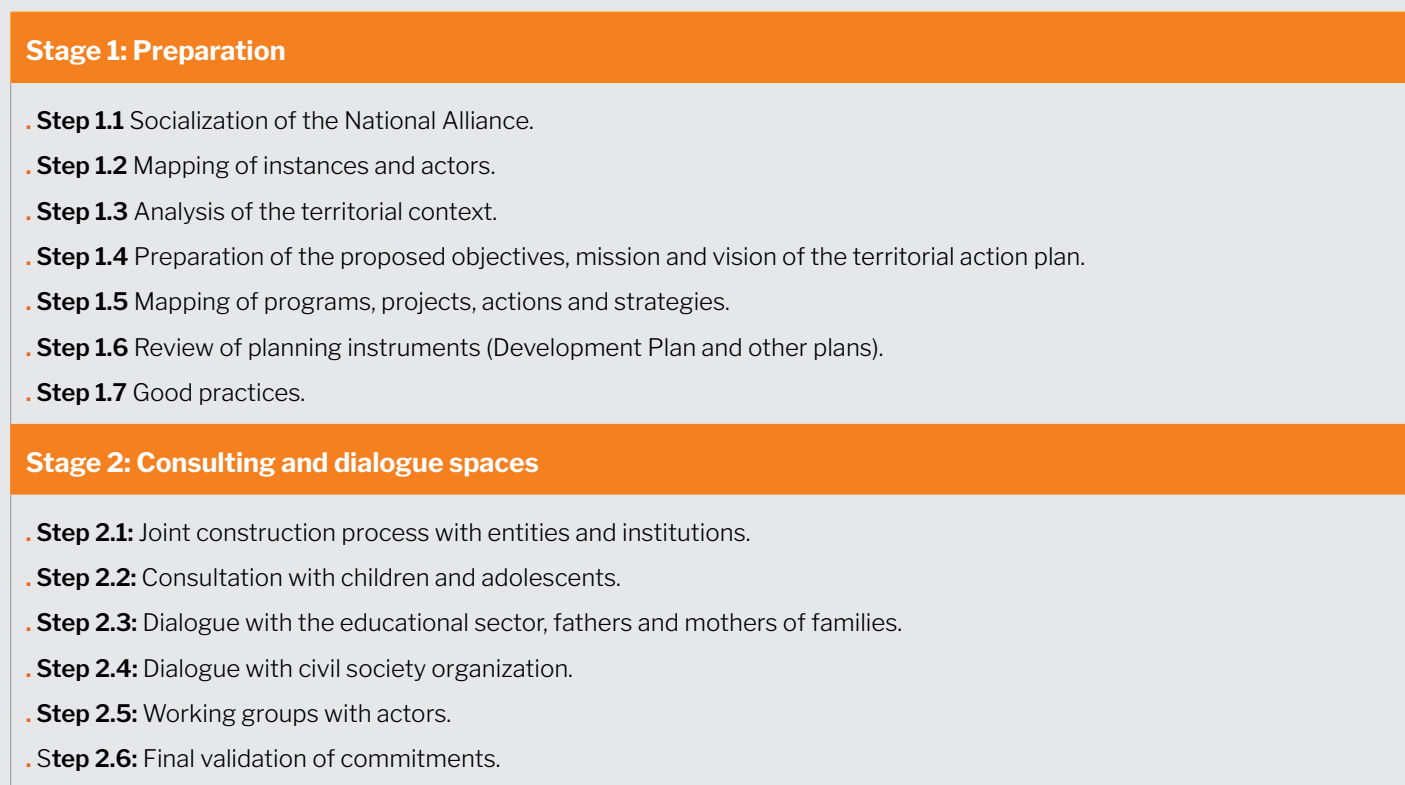 Stage 1: Preparation
. Step 1.1 Socialization of the National Alliance.
. Step 1.2 Mapping of instances and actors.
. Step 1.3 Analysis of the territorial context.
. Step 1.4 Preparation of the proposed objectives, mission and vision of the territorial action plan.
. Step 1.5 Mapping of programs, projects, actions and strategies.
. Step 1.6 Review of planning instruments (Development Plan and other plans).
. Step 1.7 Good practices.
Stage 2: Consulting and dialogue spaces
. Step 2.1: Joint construction process with entities and institutions.
. Step 2.2: Consultation with children and adolescents.
. Step 2.3: Dialogue with the educational sector, fathers and mothers of families.
. Step 2.4: Dialogue with civil society organization.
. Step 2.5: Working groups with actors.
. Step 2.6: Final validation of commitments.